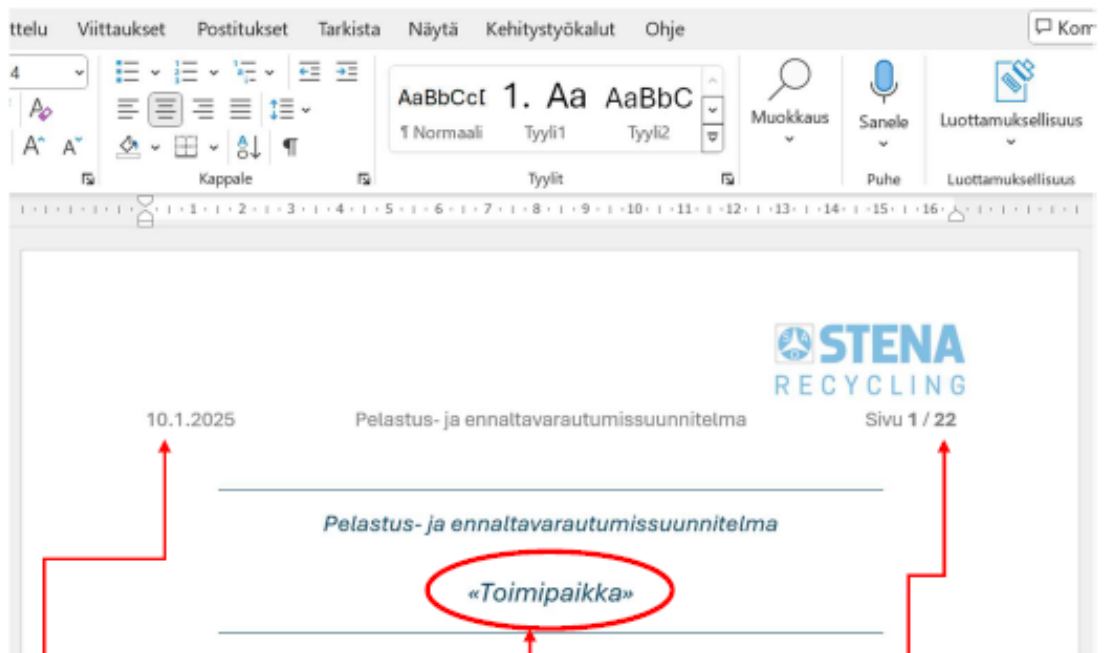 ttelu Viittaukset Postitukset Tarkista Näytä Kehitystyökalut Ohje Kom
4
AaBbCcD 1. Aa AaBbC
¶ Normaali Tyyli1 Tyyli2
Muokkaus
Sanele
Luottamuksellisuus
Kappale Tyylit Puhe Luottamuksellisuus
1 2 3 4 5 6 7 8 9 10 11 12 13 14 15 16
STENA
RECYCLING
10.1.2025 Pelastus- ja ennaltavarautumissuunnitelma Sivu 1 / 22
Pelastus- ja ennaltavarautumissuunnitelma
«Toimipaikka»